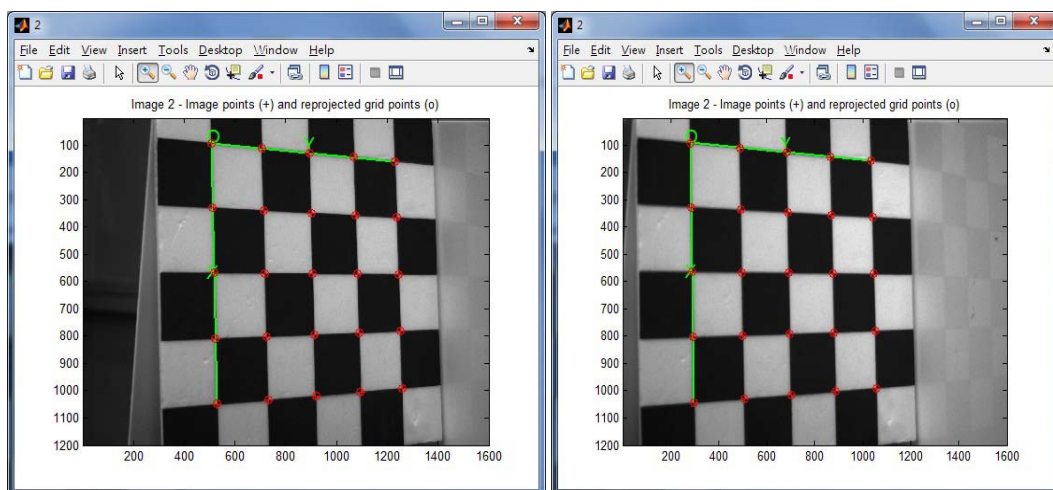 2
File Edit View Insert Tools Desktop Window Help
Image 2 - Image points (+) and reprojected grid points (o)
O
Y
X
100
200
300
400
500
600
700
800
900
1000
1100
1200
200 400 600 800 1000 1200 1400 1600
2
File Edit View Insert Tools Desktop Window Help
Image 2 - Image points (+) and reprojected grid points (o)
O
Y
X
100
200
300
400
500
600
700
800
900
1000
1100
1200
200 400 600 800 1000 1200 1400 1600